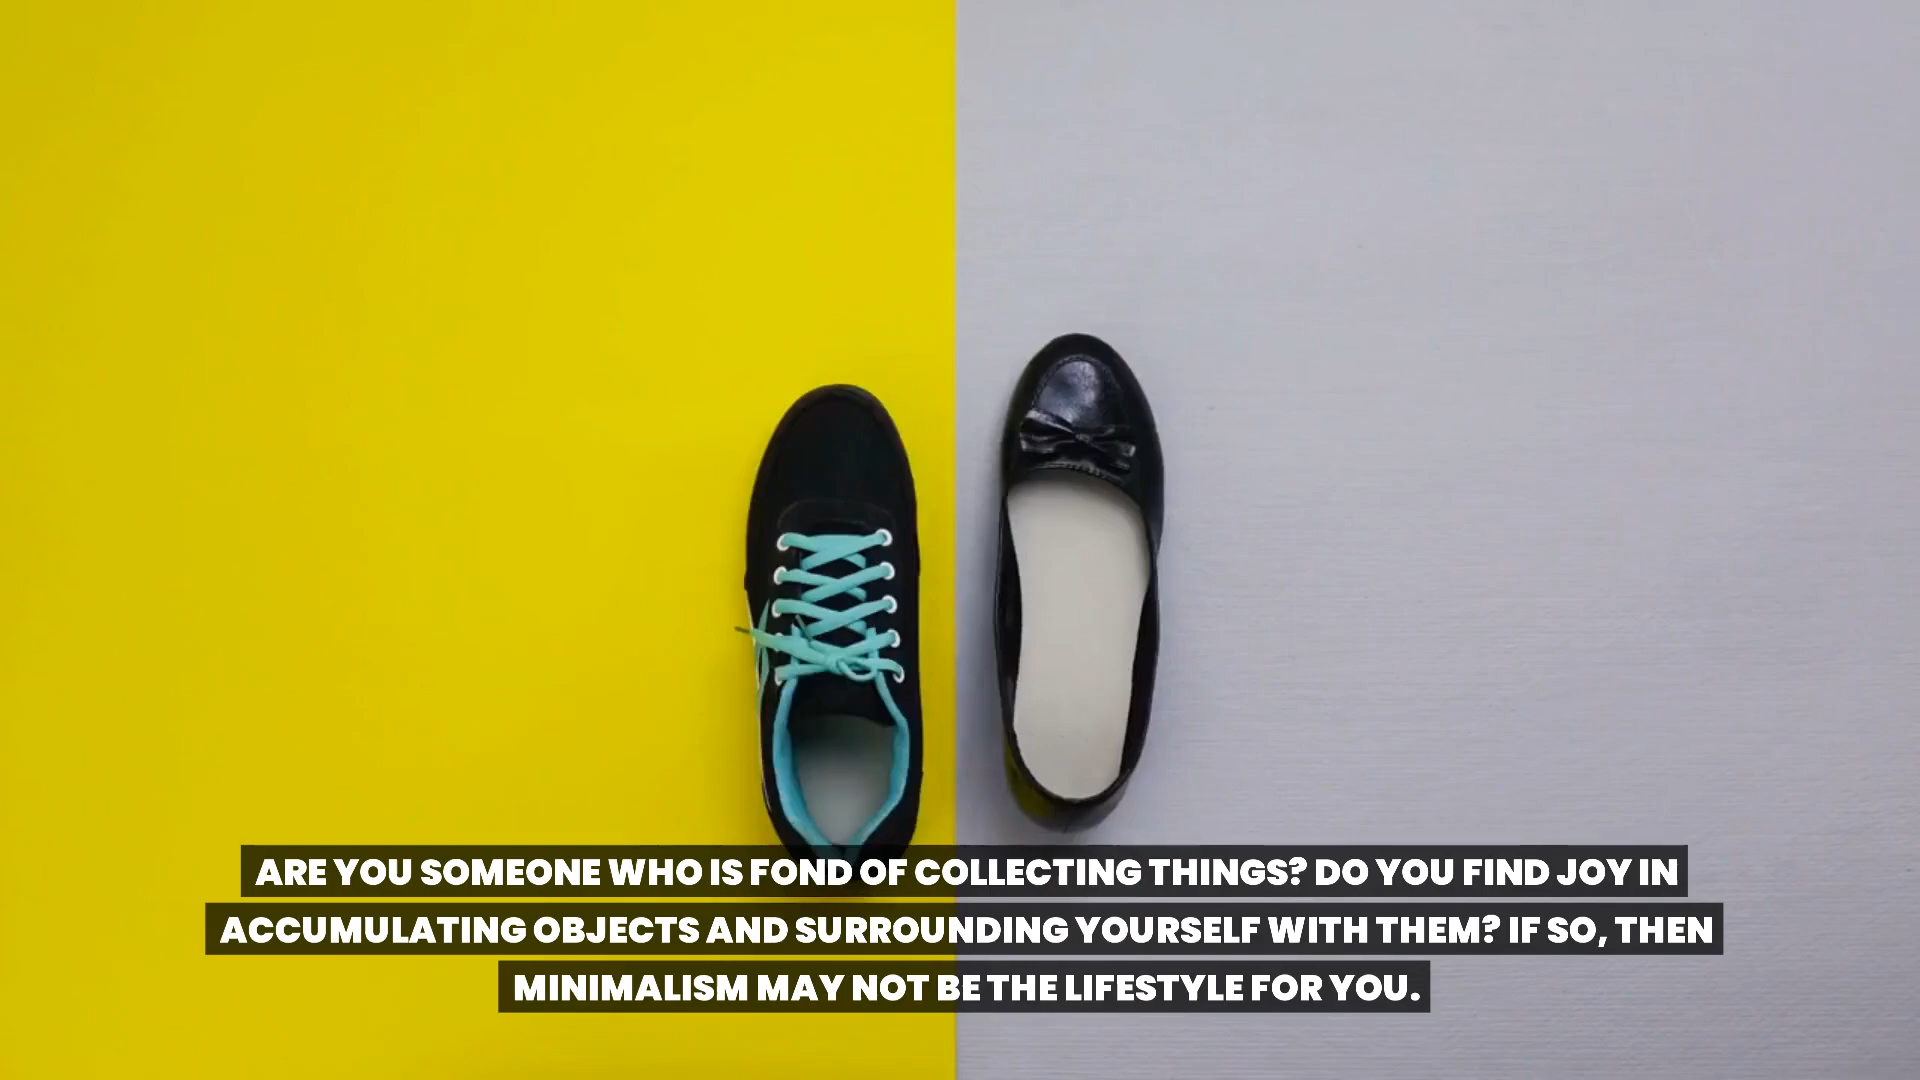 ARE YOU SOMEONE WHO IS FOND OF COLLECTING THINGS? DO YOU FIND JOY IN
ACCUMULATING OBJECTS AND SURROUNDING YOURSELF WITH THEM? IF SO, THEN
MINIMALISM MAY NOT BE THE LIFESTYLE FOR YOU.